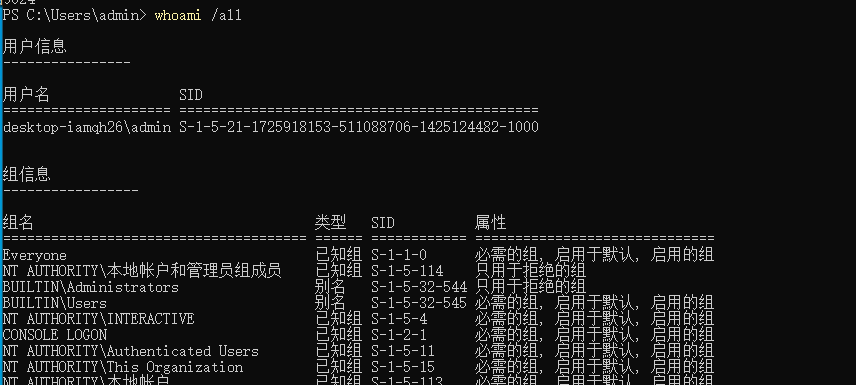 PS C:\Users\admin> whoami /all
用户信息
----------------
用户名 SID
===================== =============================================
desktop-iamqh26\admin S-1-5-21-1725918153-511088706-1425124482-1000
组信息
-----------------
组名 类型 SID 属性
====================================== ====== ============ ==============================
Everyone 已知组 S-1-1-0 必需的组, 启用于默认, 启用的组
NT AUTHORITY\本地帐户和管理员组成员 已知组 S-1-5-114 只用于拒绝的组
BUILTIN\Administrators 别名 S-1-5-32-544 只用于拒绝的组
BUILTIN\Users 别名 S-1-5-32-545 必需的组, 启用于默认, 启用的组
NT AUTHORITY\INTERACTIVE 已知组 S-1-5-4 必需的组, 启用于默认, 启用的组
CONSOLE LOGON 已知组 S-1-2-1 必需的组, 启用于默认, 启用的组
NT AUTHORITY\Authenticated Users 已知组 S-1-5-11 必需的组, 启用于默认, 启用的组
NT AUTHORITY\This Organization 已知组 S-1-5-15 必需的组, 启用于默认, 启用的组
NT AUTHORITY\本地帐户 已知组 S-1-5-113 必需的组, 启用于默认, 启用的组